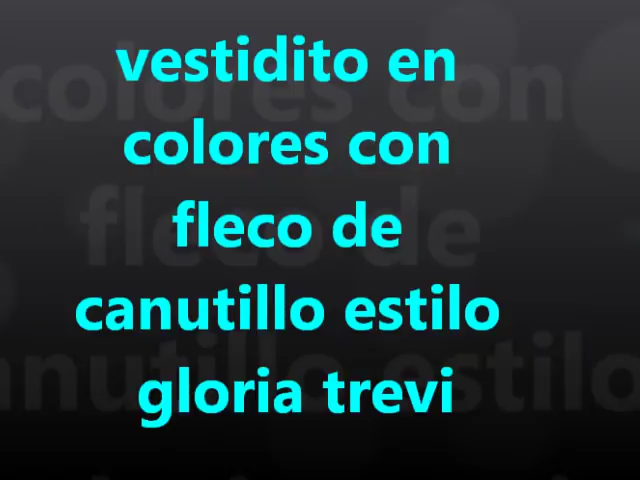 vestidito en
colores con
fleco de
canutillo estilo
gloria trevi